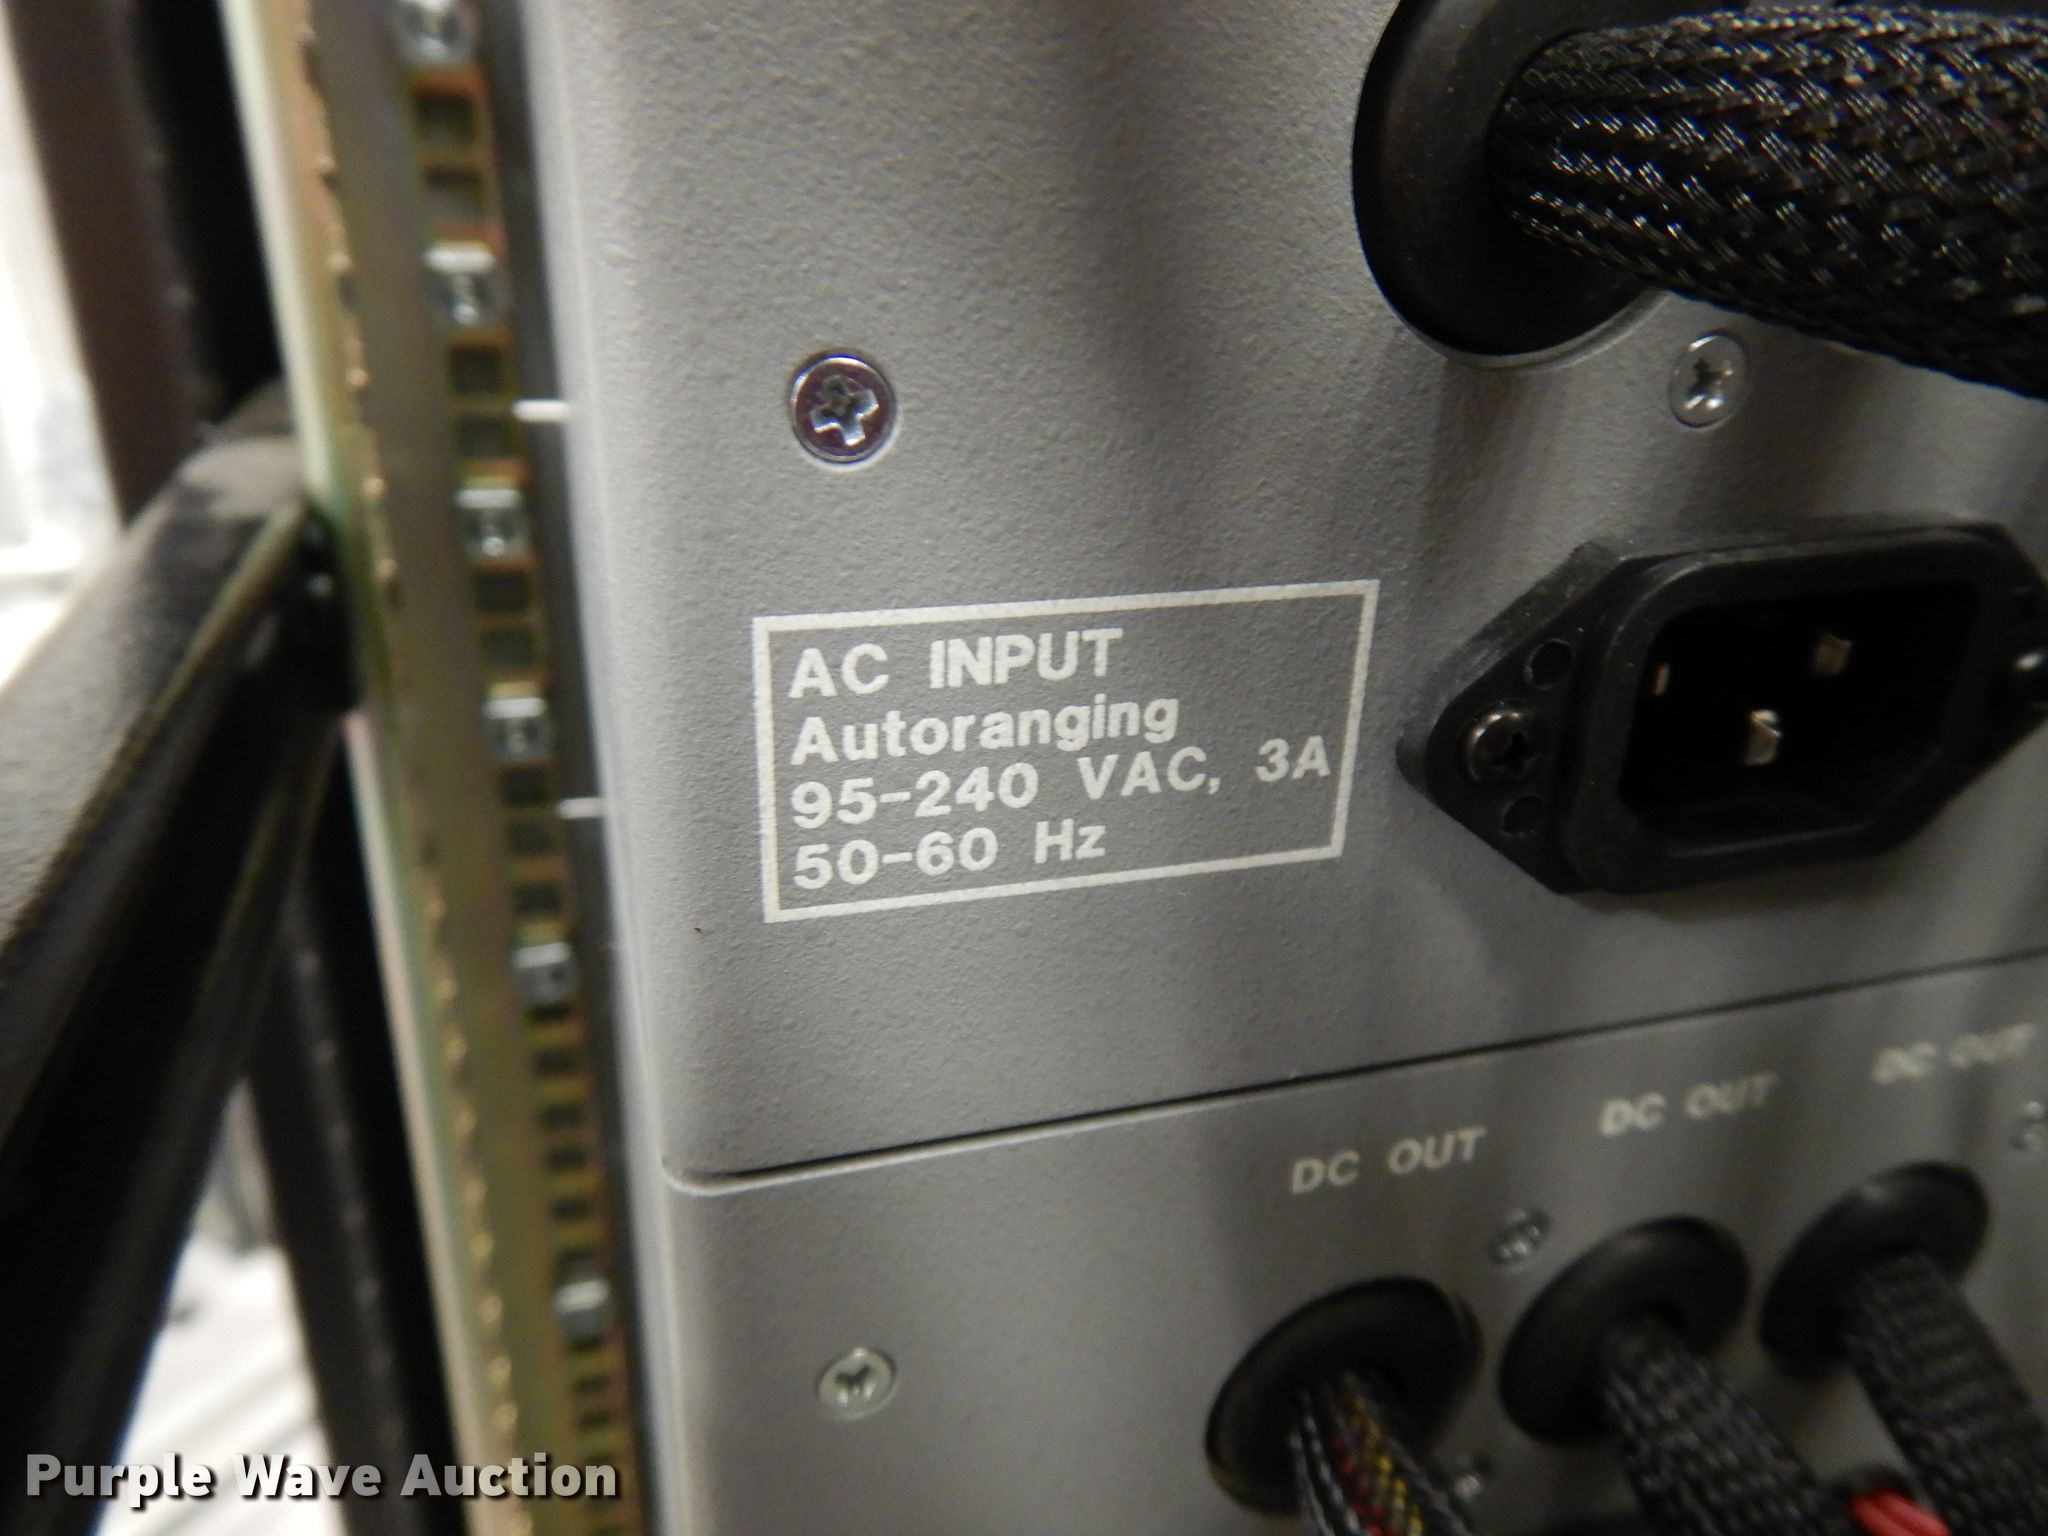 AC INPUT
Autoranging
95-240 VAC, 3A
50-60 Hz
DC OUT
DC OUT
DC OUT
Purple Wave Auction